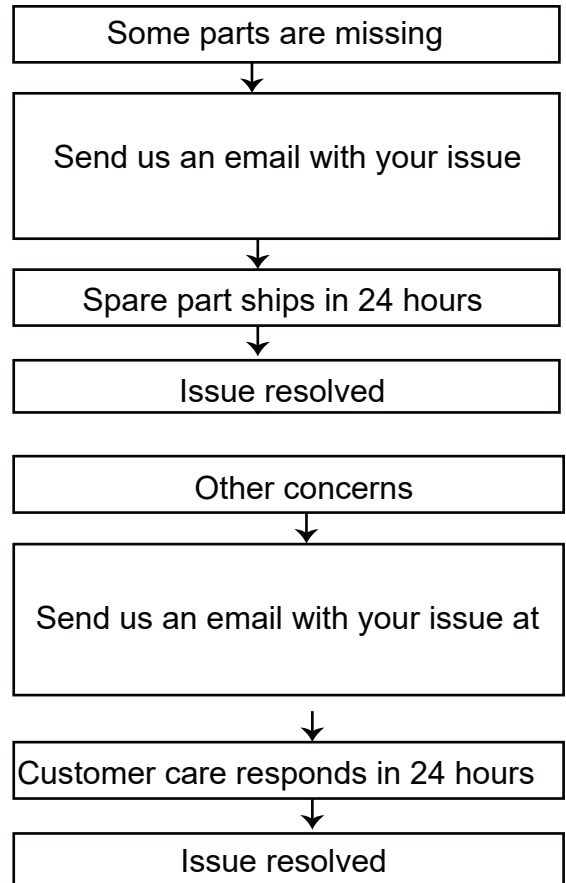 Some parts are missing
Send us an email with your issue
Spare part ships in 24 hours
Issue resolved
Other concerns
Send us an email with your issue at
Customer care responds in 24 hours
Issue resolved